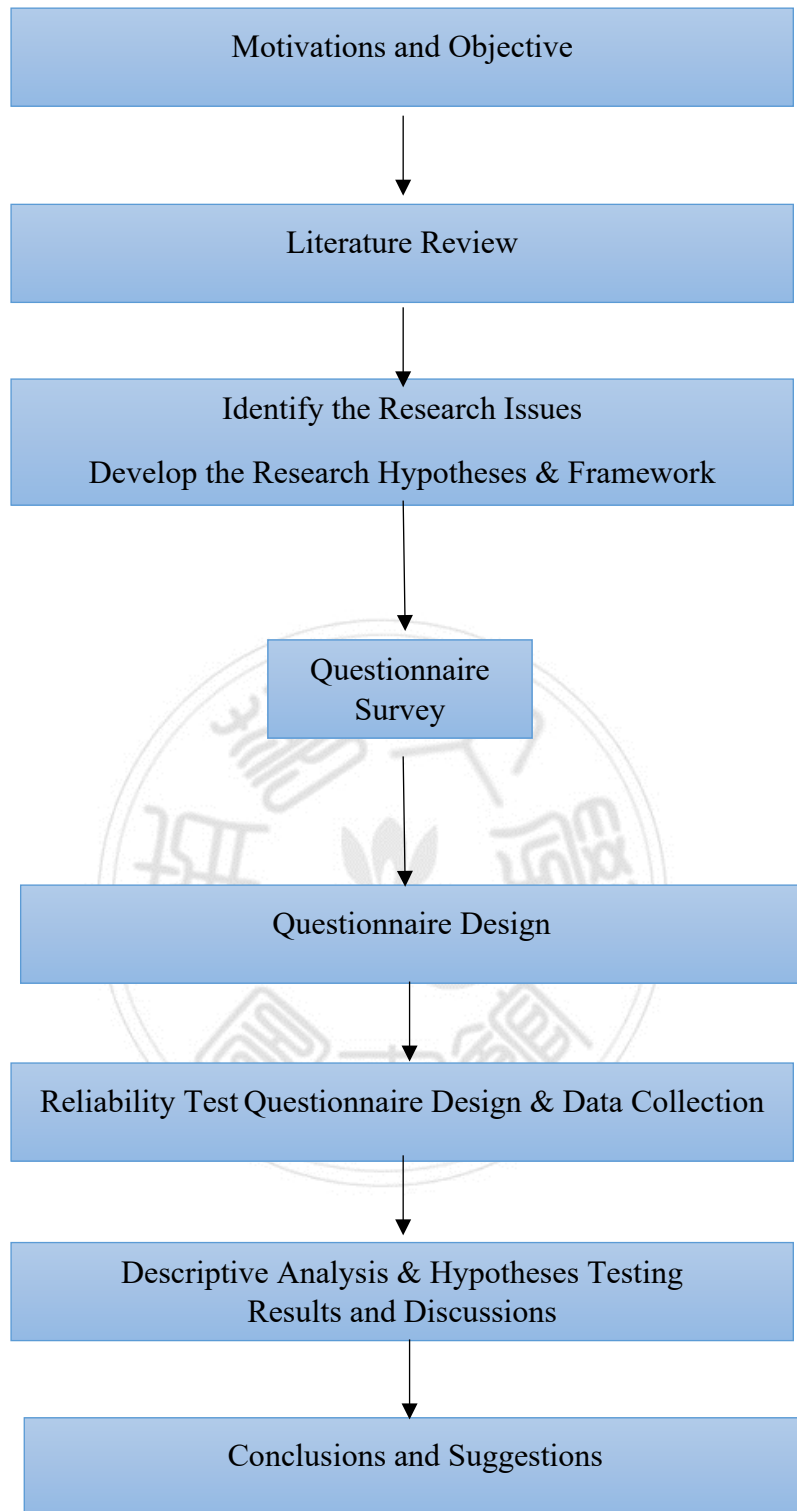 Motivations and Objective
Literature Review
Identify the Research Issues
Develop the Research Hypotheses & Framework
Questionnaire
Survey
Questionnaire Design
Reliability Test Questionnaire Design & Data Collection
Descriptive Analysis & Hypotheses Testing
Results and Discussions
Conclusions and Suggestions